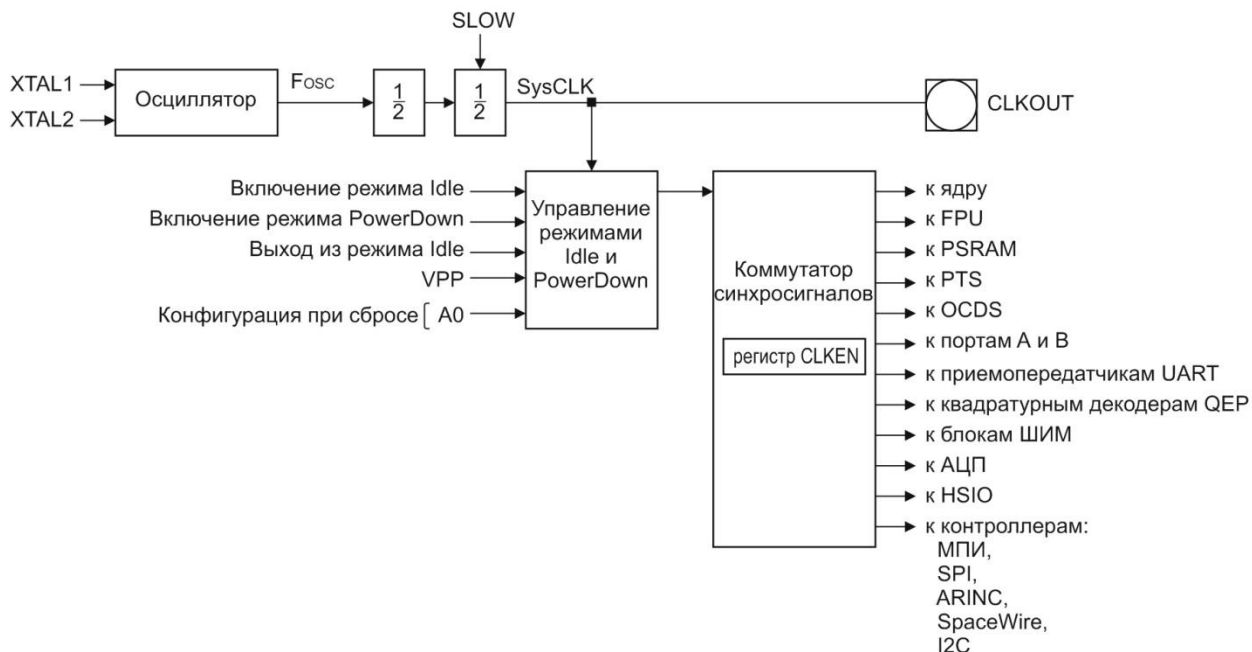 SLOW
XTAL1
XTAL2
Осциллятор
Fosc
1
2
1
2
SysCLK
CLKOUT
Включение режима Idle
Включение режима PowerDown
Выход из режима Idle
VPP
Конфигурация при сбросе [ A0
Управление
режимами
Idle и
PowerDown
Коммутатор
синхросигналов
регистр CLKEN
к ядру
к FPU
к PSRAM
к PTS
к OCDS
к портам A и B
к приемопередатчикам UART
к квадратурным декодерам QEP
к блокам ШИМ
к АЦП
к HSIO
к контроллерам:
МПИ,
SPI,
ARINC,
SpaceWire,
I2C